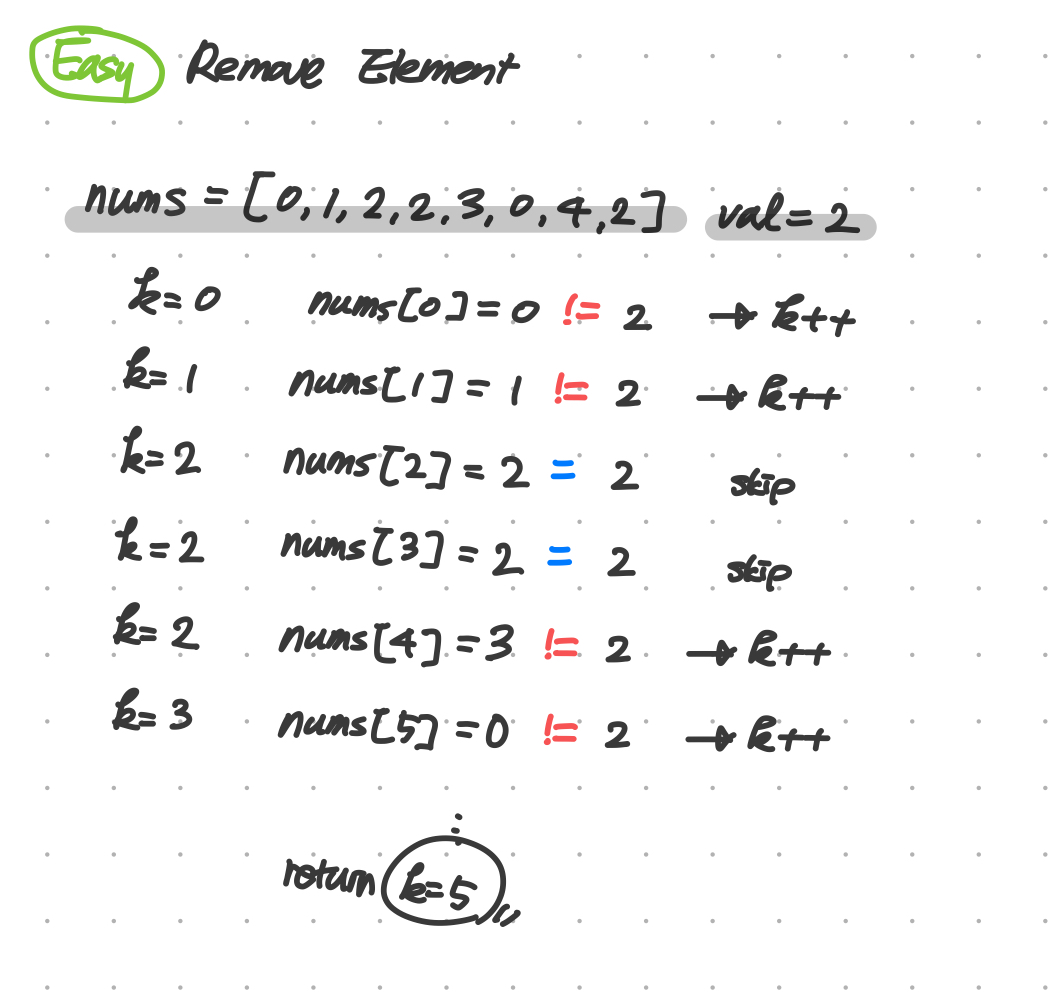 Easy Remove Element
nums = [0,1,2,2,3,0,4,2] val = 2
k=0 nums[0]=0 != 2 → k++
k=1 nums[1]=1 != 2 → k++
k=2 nums[2]=2 = 2 skip
k=2 nums[3]=2 = 2 skip
k=2 nums[4]=3 != 2 → k++
k=3 nums[5]=0 != 2 → k++
⋮
return k=5